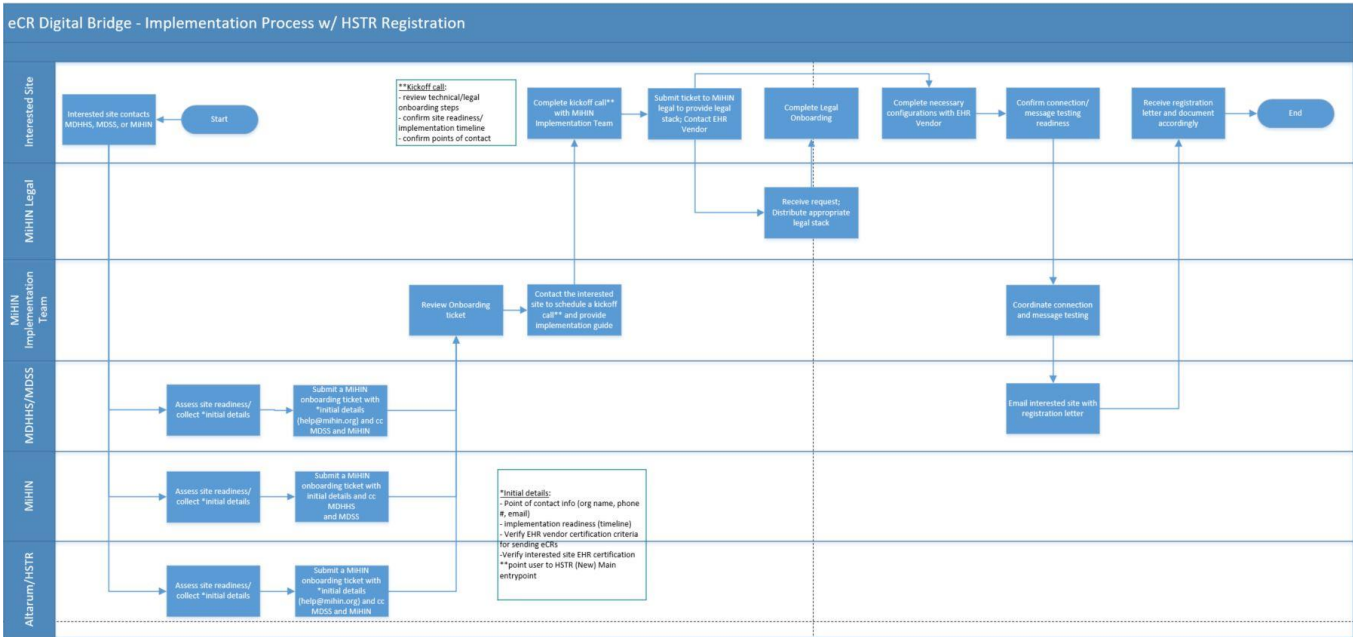 eCR Digital Bridge - Implementation Process w/ HSTR Registration
Interested Site
Interested site contacts
MDHHS, MDSS, or MiHIN
Start
**Kickoff call:
- review technical/legal
onboarding steps
- confirm site readiness/
implementation timeline
- confirm points of contact
Complete kickoff call**
with MiHIN
Implementation Team
Submit ticket to MiHIN
legal to provide legal
stack; Contact EHR
Vendor
Complete Legal
Onboarding
Complete necessary
configurations with EHR
Vendor
Confirm connection/
message testing
readiness
Receive registration
letter and document
accordingly
End
MiHIN Legal
Receive request;
Distribute appropriate
legal stack
MiHIN
Implementation
Team
Review Onboarding
ticket
Contact the interested
site to schedule a kickoff
call** and provide
implementation guide
Coordinate connection
and message testing
MDHHS/MDSS
Assess site readiness/
collect *initial details
Submit a MiHIN
onboarding ticket with
*initial details
(help@mihin.org) and cc
MDSS and MiHIN
Email interested site with
registration letter
MiHIN
Assess site readiness/
collect *initial details
Submit a MiHIN
onboarding ticket with
initial details and cc
MDHHS
and MDSS
*Initial details:
- Point of contact info (org name, phone
#, email)
- implementation readiness (timeline)
- Verify EHR vendor certification criteria
for sending eCRs
-Verify interested site EHR certification
**point user to HSTR (New) Main
entrypoint
Altarum/HSTR
Assess site readiness/
collect *initial details
Submit a MiHIN
onboarding ticket with
*initial details
(help@mihin.org) and cc
MDSS and MiHIN